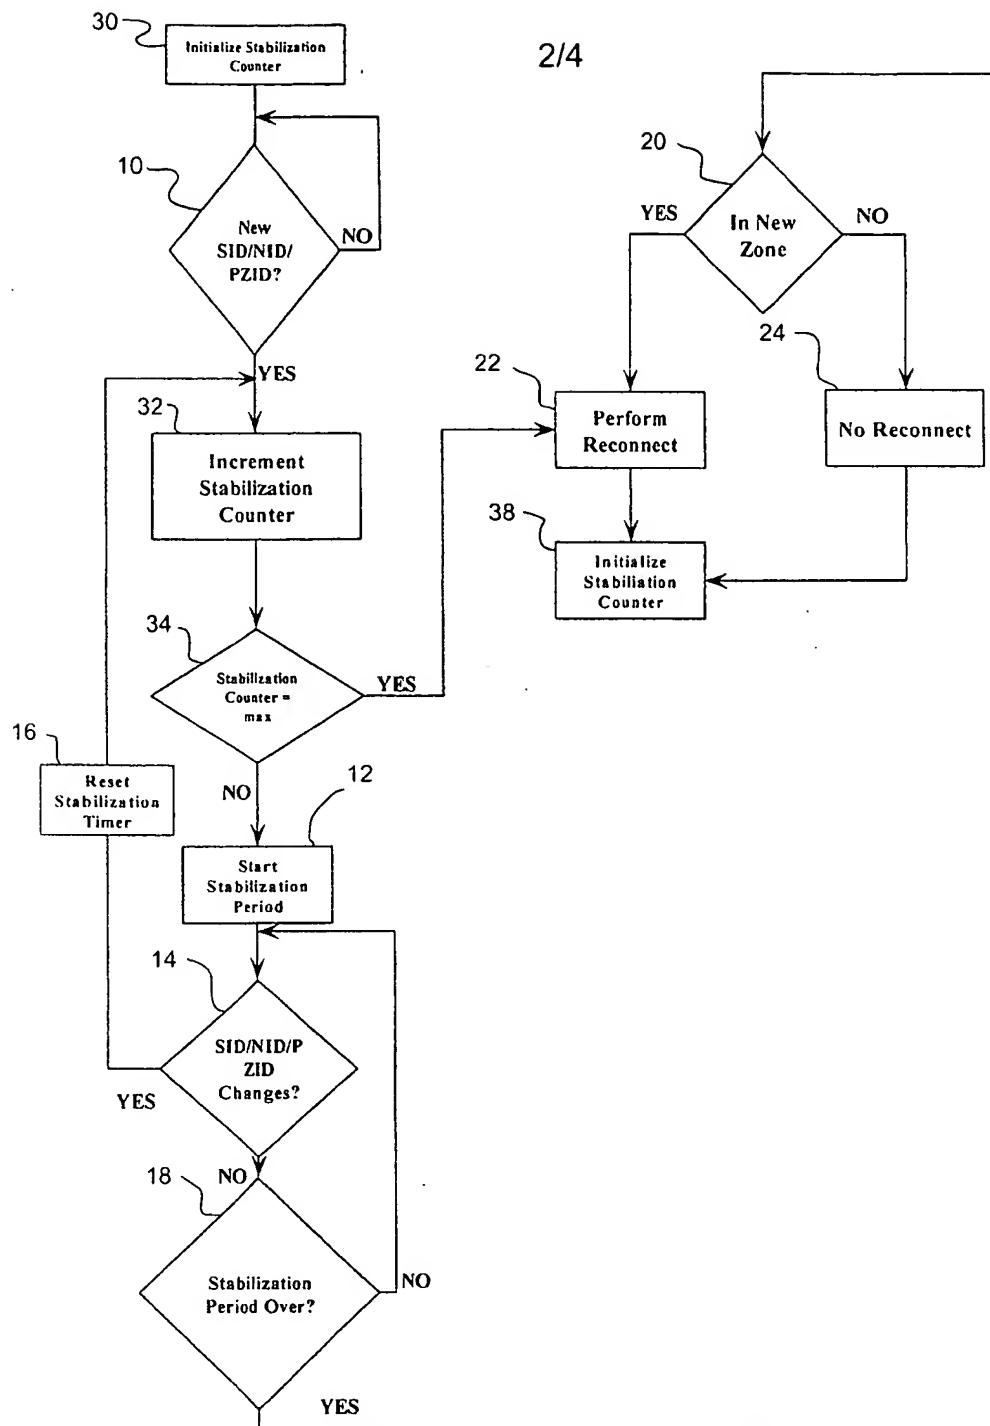 30
Initialize Stabilization
Counter
2/4
10
New
SID/NID/
PZID?
NO
YES
32
Increment
Stabilization
Counter
34
Stabilization
Counter =
max
YES
NO
16
Reset
Stabilization
Timer
12
Start
Stabilization
Period
14
SID/NID/P
ZID
Changes?
YES
NO
18
Stabilization
Period Over?
NO
YES
20
In New
Zone
YES
NO
22
Perform
Reconnect
24
No Reconnect
38
Initialize
Stabiliation
Counter